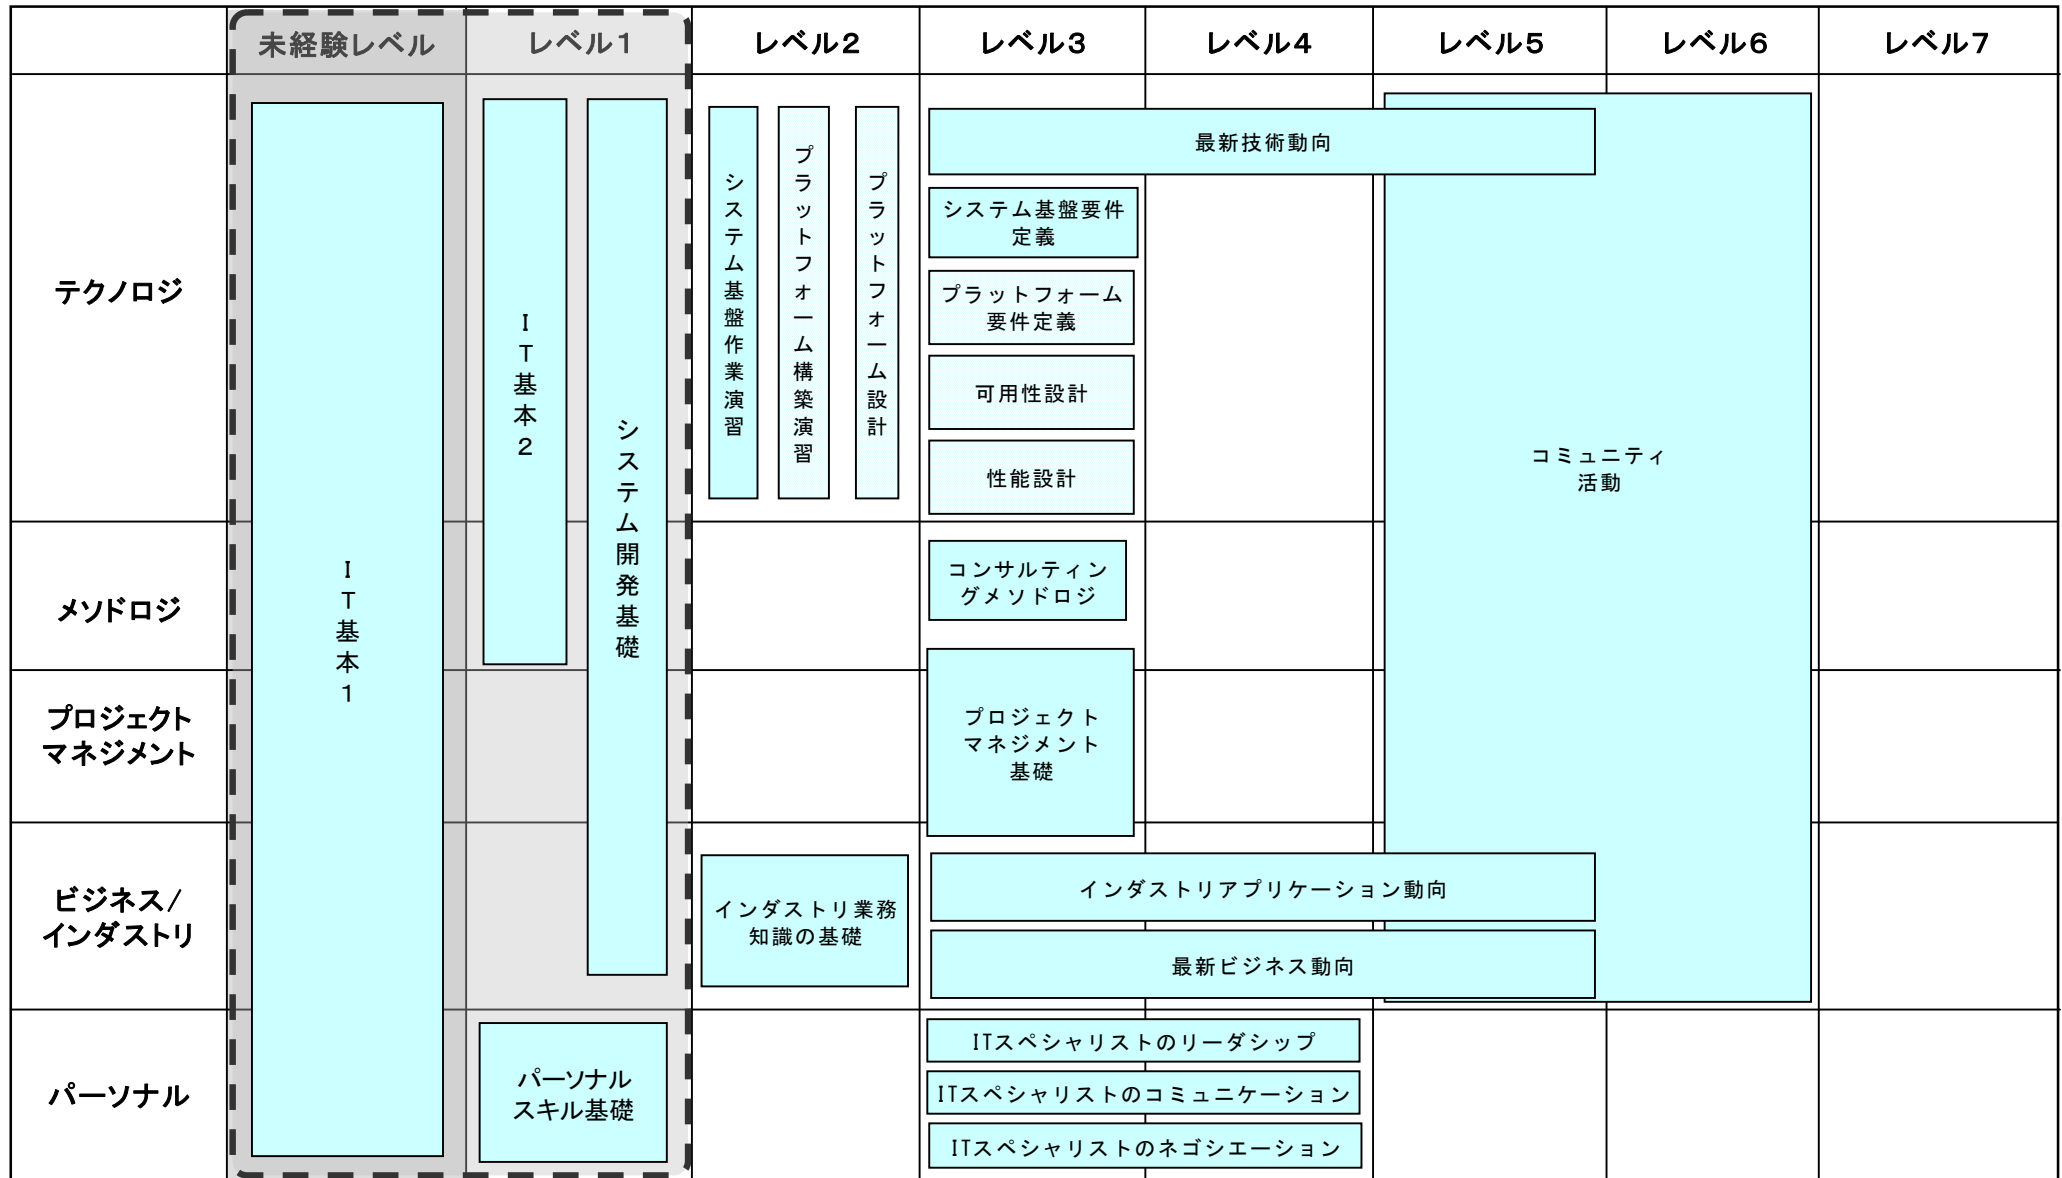 未経験レベル
レベル1
レベル2
レベル3
レベル4
レベル5
レベル6
レベル7
テクノロジ
メソドロジ
プロジェクト
マネジメント
ビジネス/
インダストリ
パーソナル
IT基本1
IT基本2
システム開発基礎
パーソナル
スキル基礎
システム基盤作業演習
プラットフォーム構築演習
プラットフォーム設計
インダストリ業務
知識の基礎
最新技術動向
システム基盤要件
定義
プラットフォーム
要件定義
可用性設計
性能設計
コンサルティン
グメソドロジ
プロジェクト
マネジメント
基礎
インダストリアプリケーション動向
最新ビジネス動向
ITスペシャリストのリーダシップ
ITスペシャリストのコミュニケーション
ITスペシャリストのネゴシエーション
コミュニティ
活動